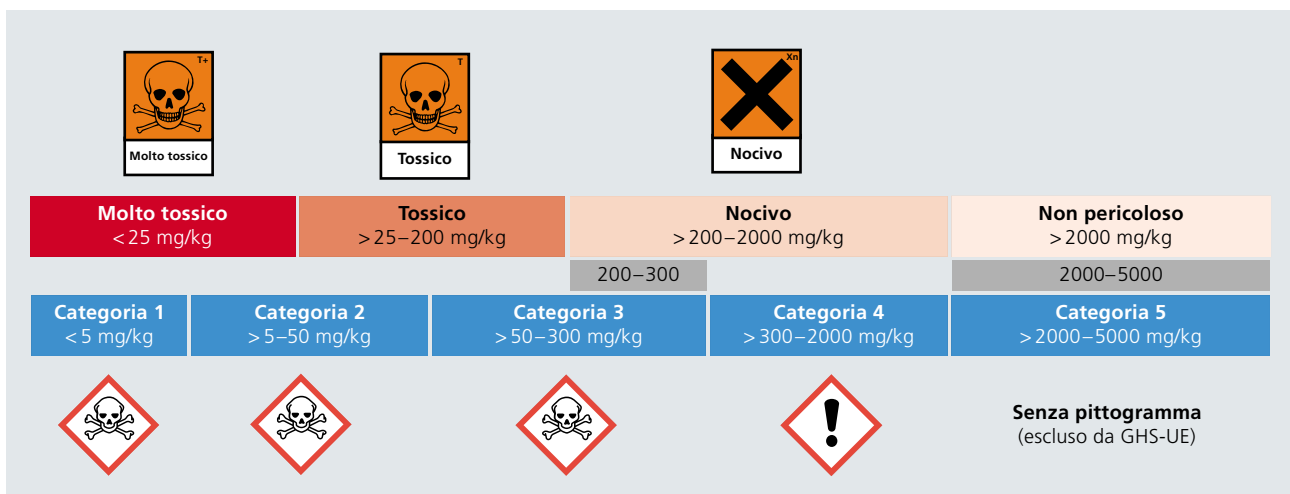 T+
T
Xn
Molto tossico
Tossico
Nocivo
Molto tossico
<25 mg/kg
Tossico
>25–200 mg/kg
Nocivo
>200–2000 mg/kg
Non pericoloso
>2000 mg/kg
200–300
2000–5000
Categoria 1
<5 mg/kg
Categoria 2
>5–50 mg/kg
Categoria 3
>50–300 mg/kg
Categoria 4
>300–2000 mg/kg
Categoria 5
>2000–5000 mg/kg
Senza pittogramma
(escluso da GHS-UE)